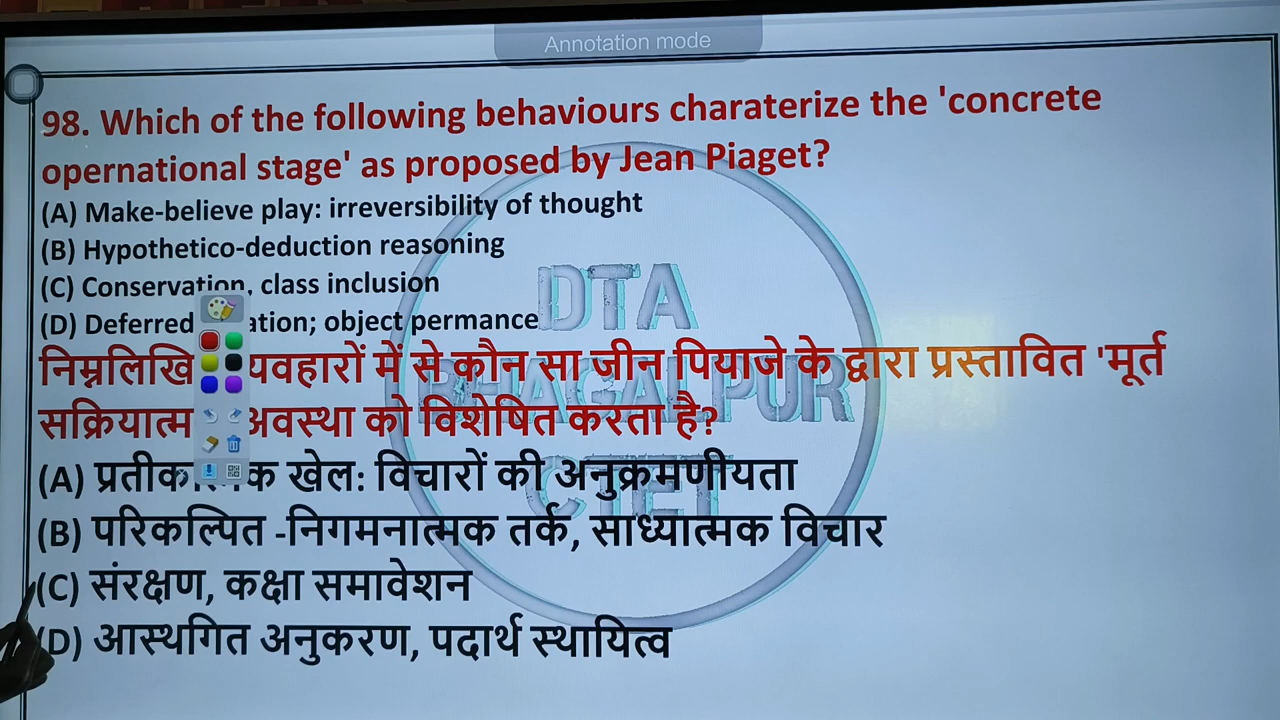 Annotation mode
98. Which of the following behaviours charaterize the 'concrete
opernational stage' as proposed by Jean Piaget?
(A) Make-believe play: irreversibility of thought
(B) Hypothetico-deduction reasoning
(C) Conservation, class inclusion
(D) Deferred ation; object permance
निम्नलिखि यवहारों में से कौन सा जीन पियाजे के द्वारा प्रस्तावित 'मूर्त
सक्रियात्म अवस्था को विशेषित करता है?
(A) प्रतीका क खेल: विचारों की अनुक्रमणीयता
(B) परिकल्पित -निगमनात्मक तर्क, साध्यात्मक विचार
(C) संरक्षण, कक्षा समावेशन
(D) आस्थगित अनुकरण, पदार्थ स्थायित्व
DTA
BHAGALPUR
CTET